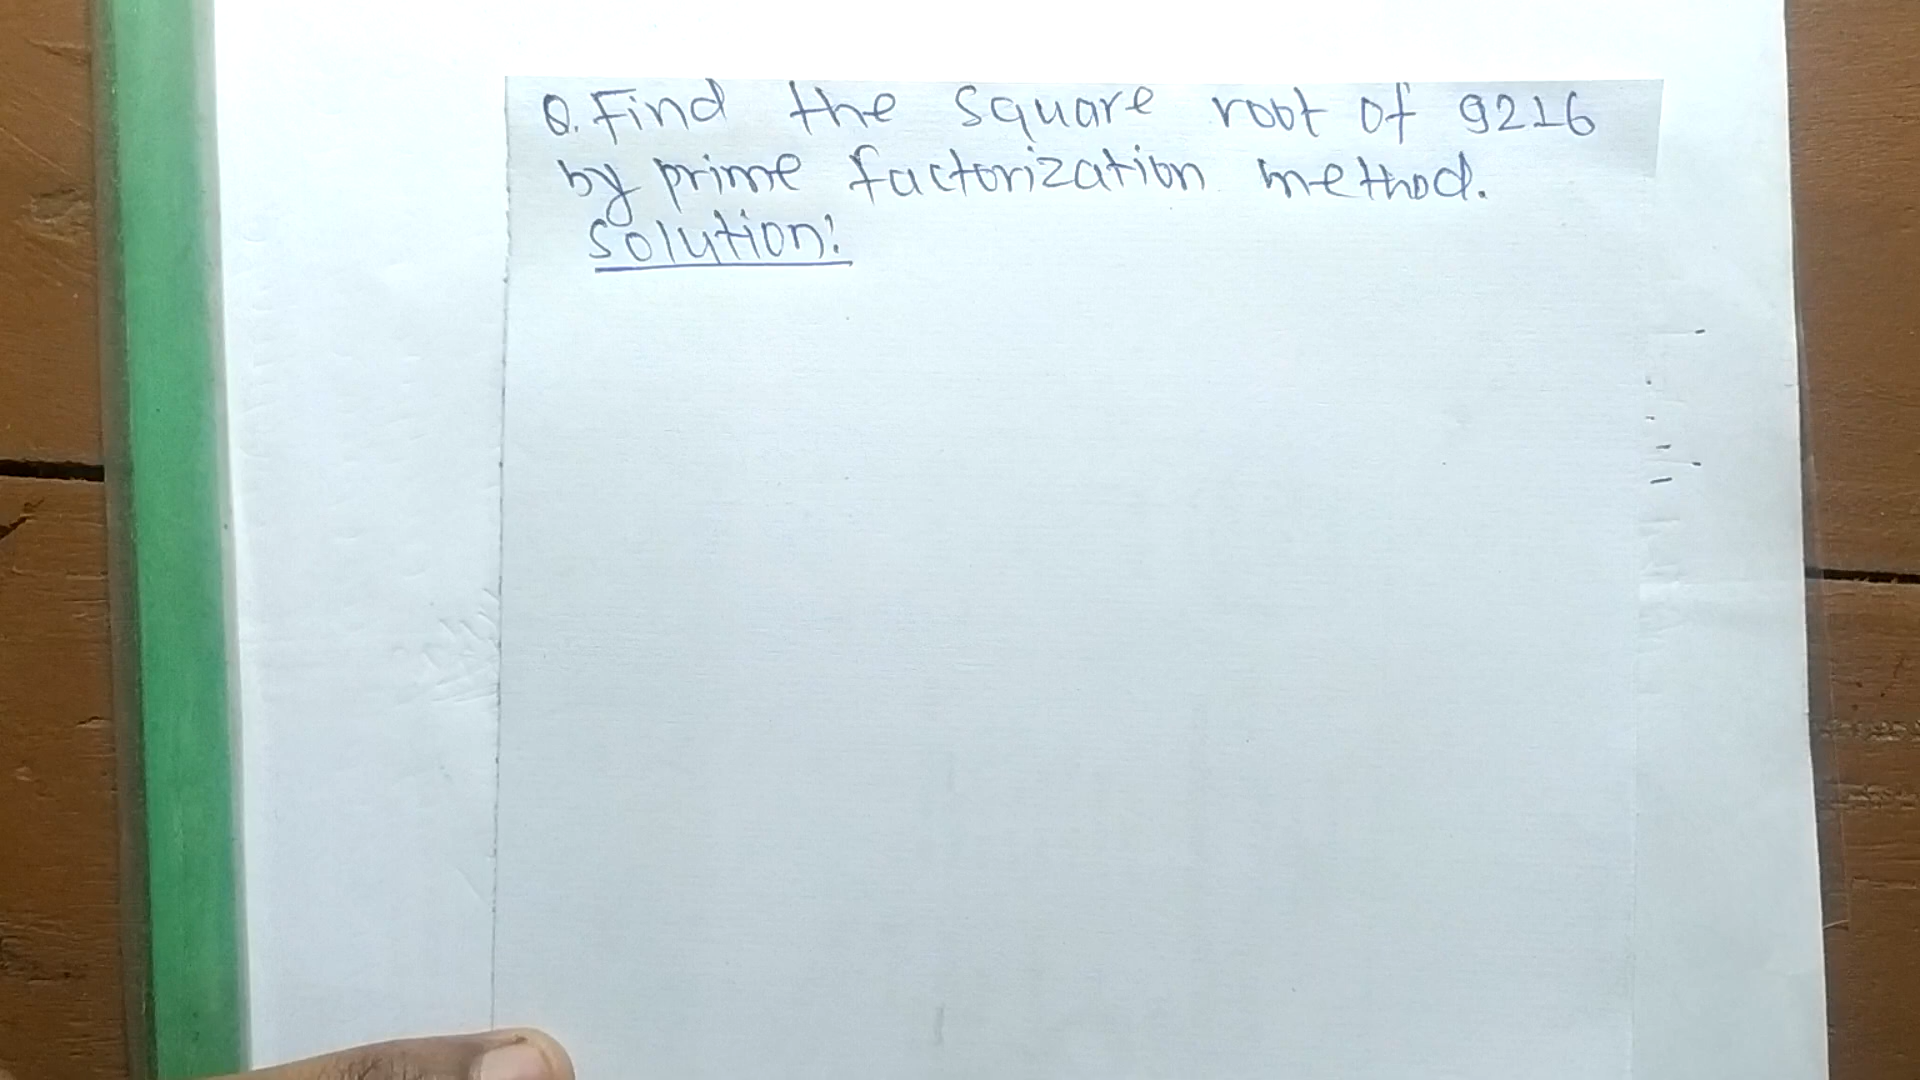 Q. Find the square root of 9216
by prime factorization method.
Solution: